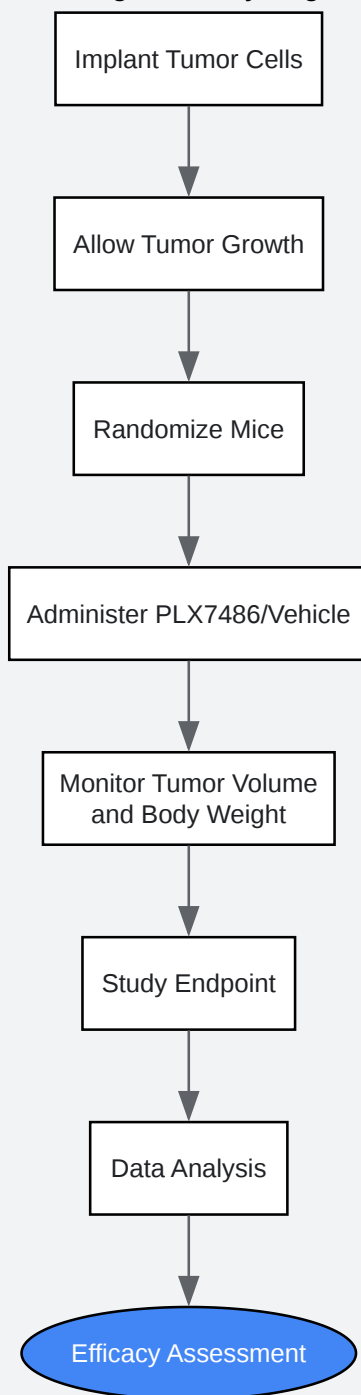 Implant Tumor Cells
Allow Tumor Growth
Randomize Mice
Administer PLX7486/Vehicle
Monitor Tumor Volume
and Body Weight
Study Endpoint
Data Analysis
Efficacy Assessment